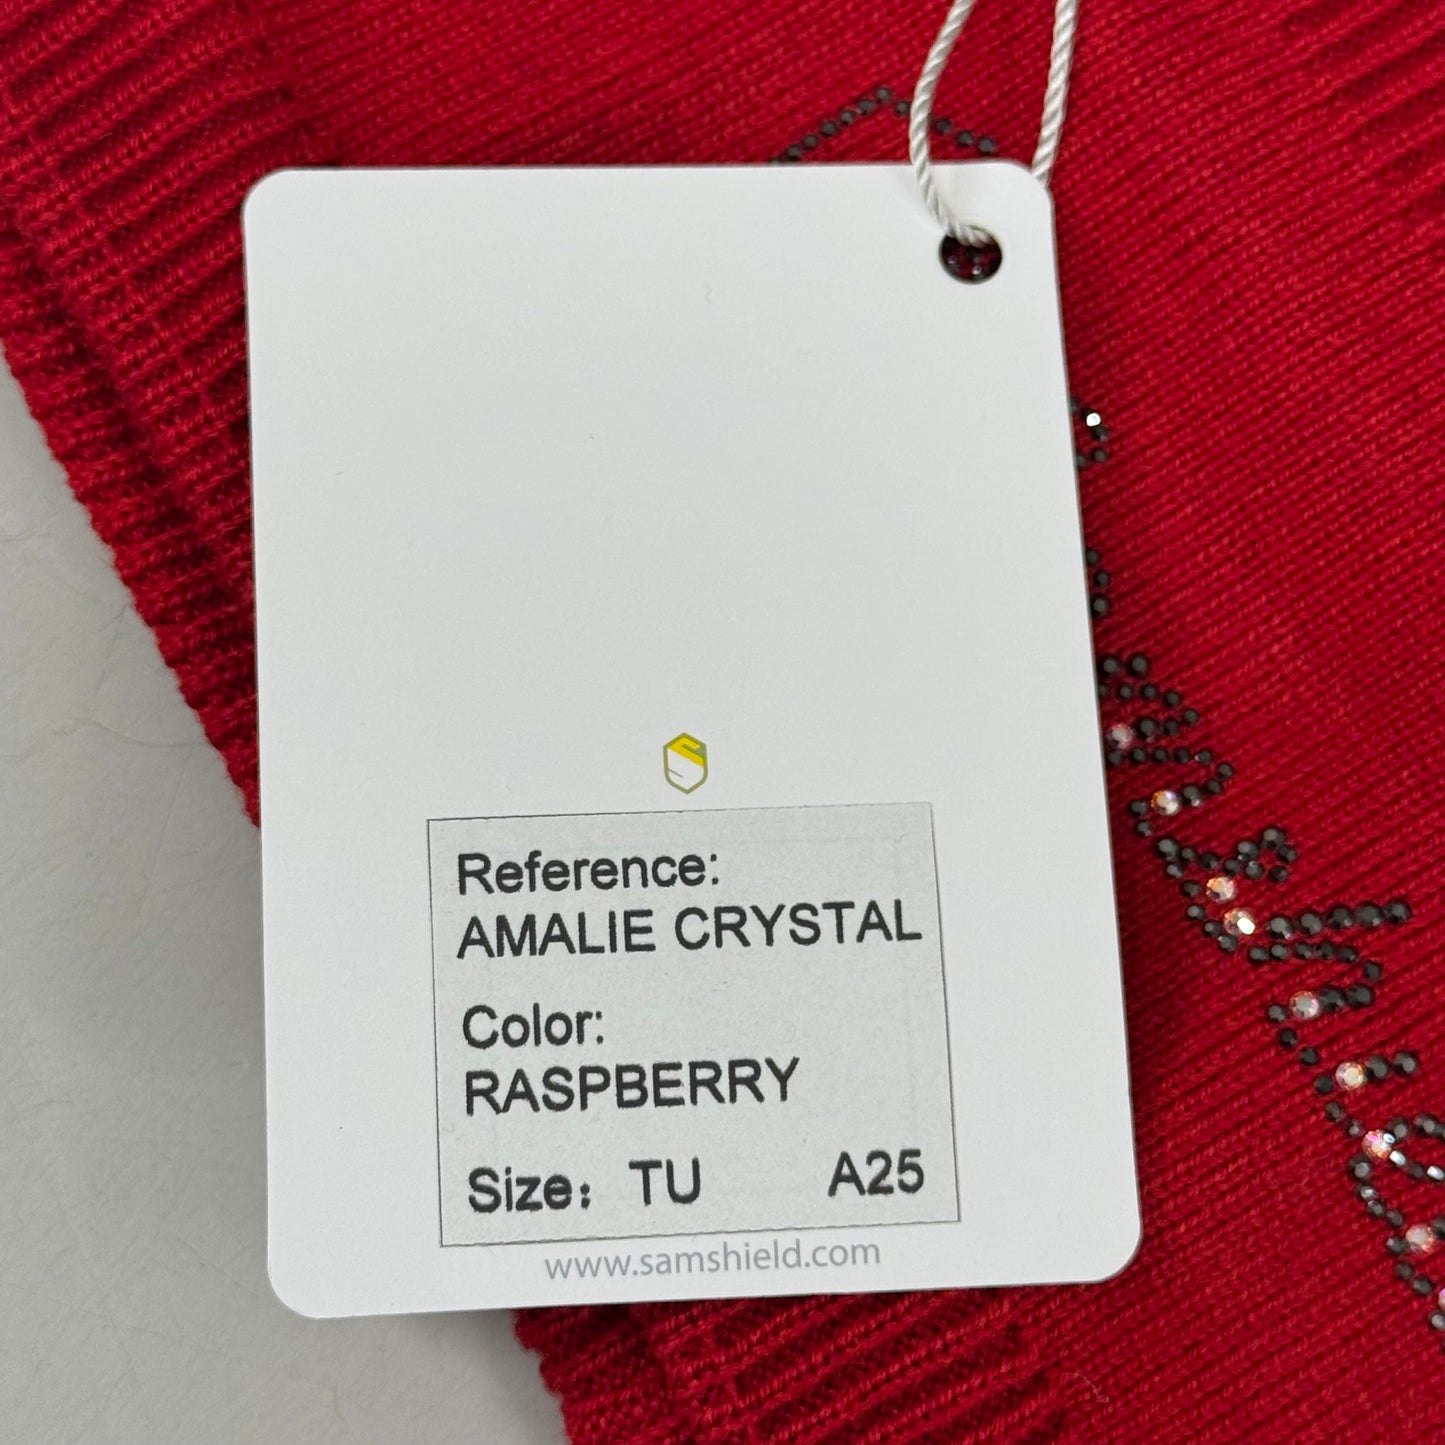 Reference:
AMALIE CRYSTAL
Color:
RASPBERRY
Size: TU A25
www.samshield.com